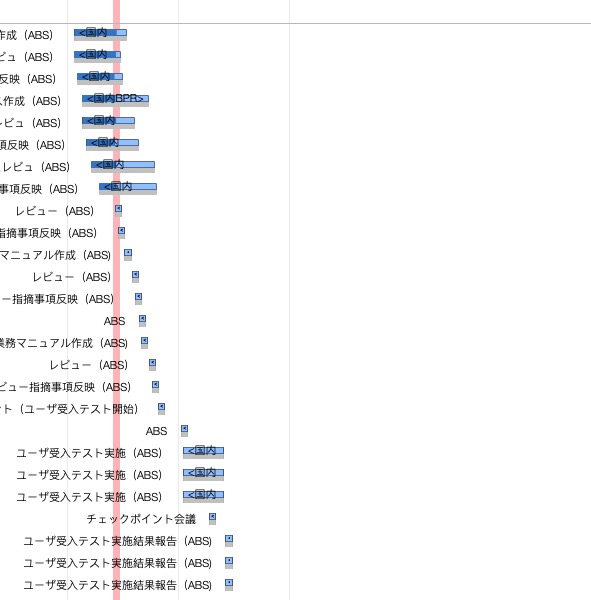 作成（ABS） <国内
ビュ（ABS） <国内
反映（ABS） <国内
作成（ABS） <国内BPR>
レビュ（ABS） <国内
項反映（ABS） <国内
レビュ（ABS） <国内
事項反映（ABS） <国内
レビュー（ABS）
指摘事項反映（ABS）
マニュアル作成（ABS）
レビュー（ABS）
ー指摘事項反映（ABS）
ABS
業務マニュアル作成（ABS）
レビュー（ABS）
ビュー指摘事項反映（ABS）
ント（ユーザ受入テスト開始）
ABS
ユーザ受入テスト実施（ABS） <国内
ユーザ受入テスト実施（ABS） <国内
ユーザ受入テスト実施（ABS） <国内
チェックポイント会議
ユーザ受入テスト実施結果報告（ABS）
ユーザ受入テスト実施結果報告（ABS）
ユーザ受入テスト実施結果報告（ABS）